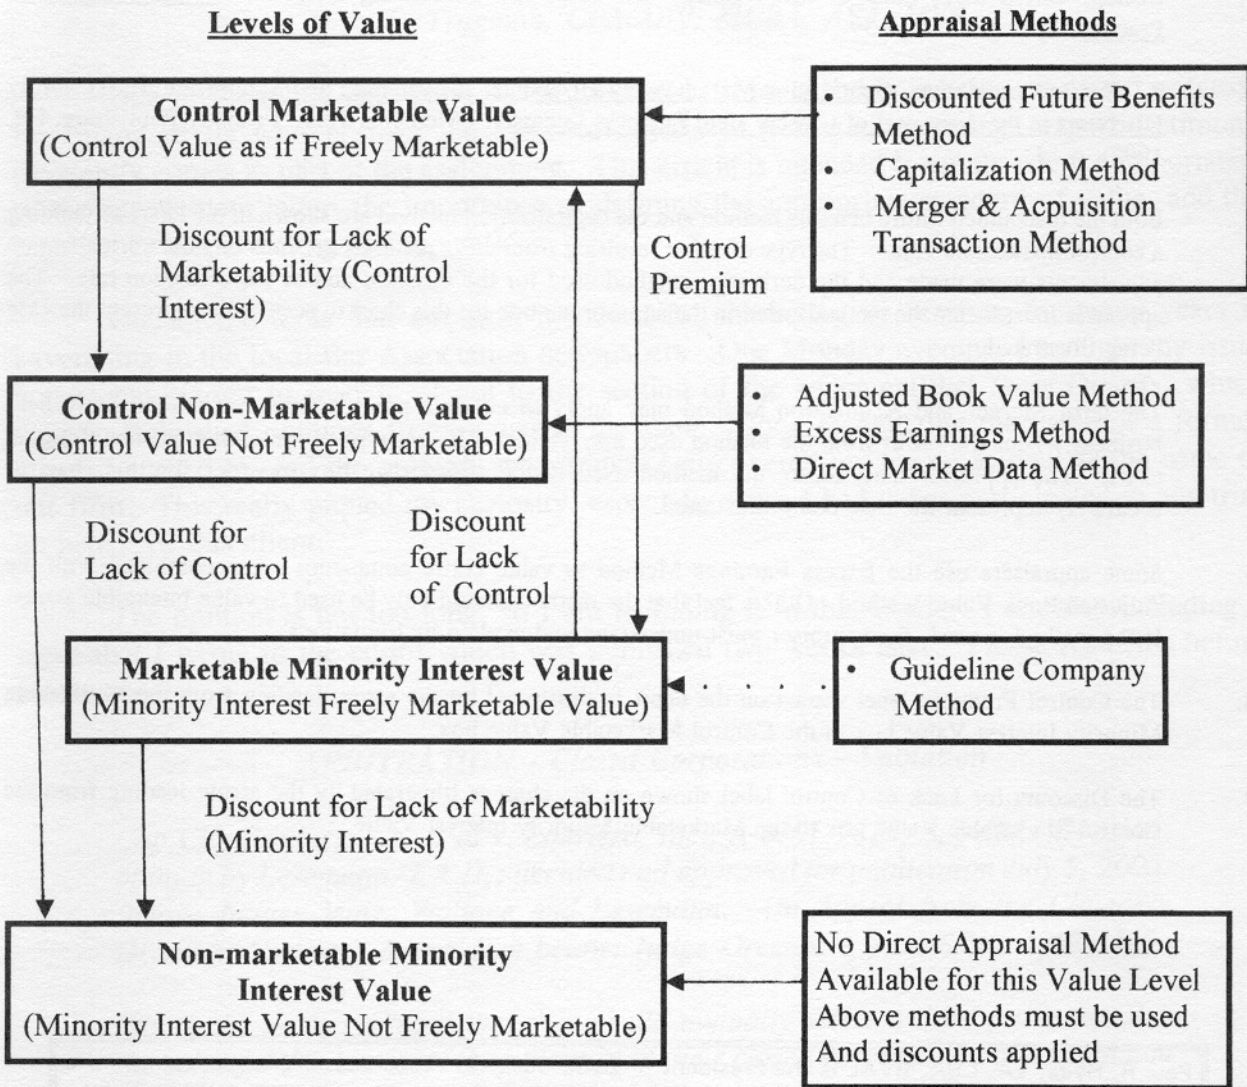 Levels of Value
Appraisal Methods
Control Marketable Value
(Control Value as if Freely Marketable)
• Discounted Future Benefits
Method
• Capitalization Method
• Merger & Acquisition
Transaction Method
Discount for Lack of
Marketability (Control
Interest)
Control
Premium
Control Non-Marketable Value
(Control Value Not Freely Marketable)
• Adjusted Book Value Method
• Excess Earnings Method
• Direct Market Data Method
Discount for
Lack of Control
Discount
for Lack
of Control
Marketable Minority Interest Value
(Minority Interest Freely Marketable Value)
• Guideline Company
Method
Discount for Lack of Marketability
(Minority Interest)
Non-marketable Minority
Interest Value
(Minority Interest Value Not Freely Marketable)
No Direct Appraisal Method
Available for this Value Level
Above methods must be used
And discounts applied